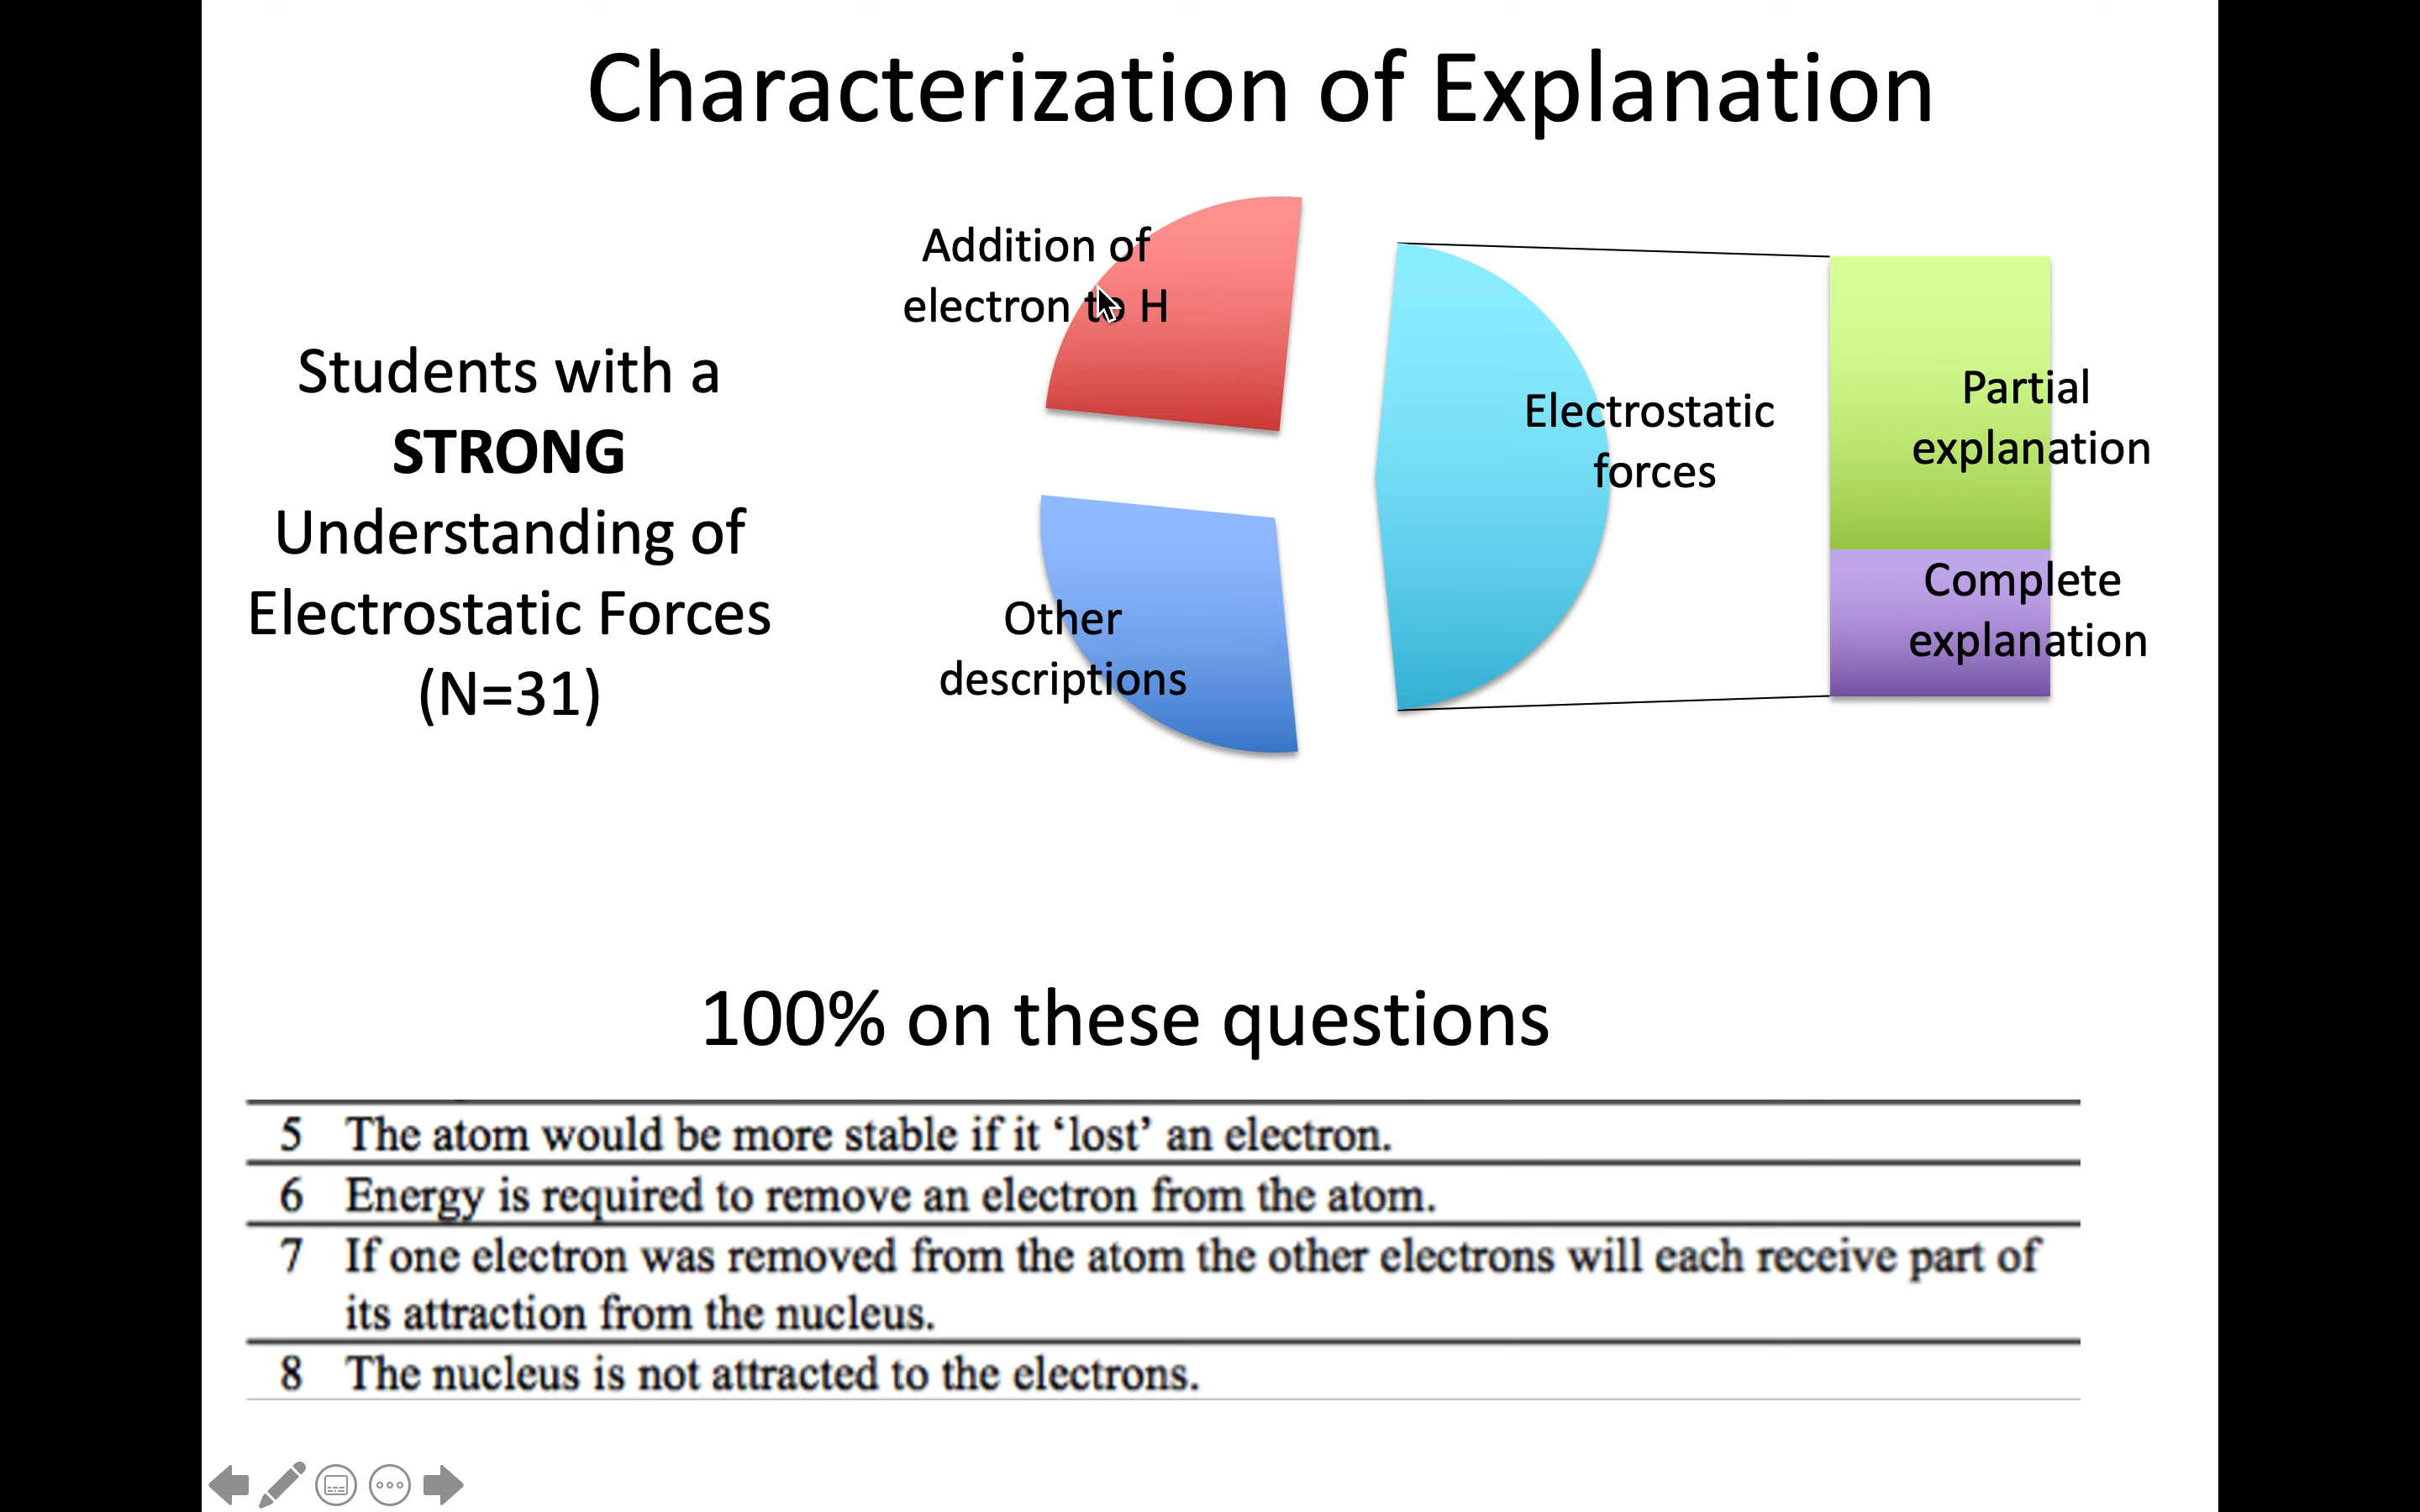 Characterization of Explanation
Addition of
electron to H
Students with a
STRONG
Understanding of
Electrostatic Forces
(N=31)
Electrostatic
forces
Partial
explanation
Complete
explanation
Other
descriptions
100% on these questions
5 The atom would be more stable if it ‘lost’ an electron.
6 Energy is required to remove an electron from the atom.
7 If one electron was removed from the atom the other electrons will each receive part of
its attraction from the nucleus.
8 The nucleus is not attracted to the electrons.